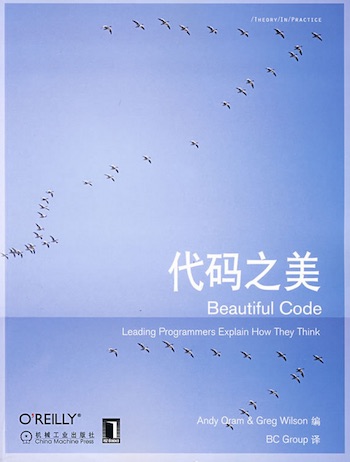 /THEORY/IN/PRACTICE
代码之美
Beautiful Code
Leading Programmers Explain How They Think
Andy Oram & Greg Wilson 编
BC Group 译
O'REILLY®
机械工业出版社
China Machine Press